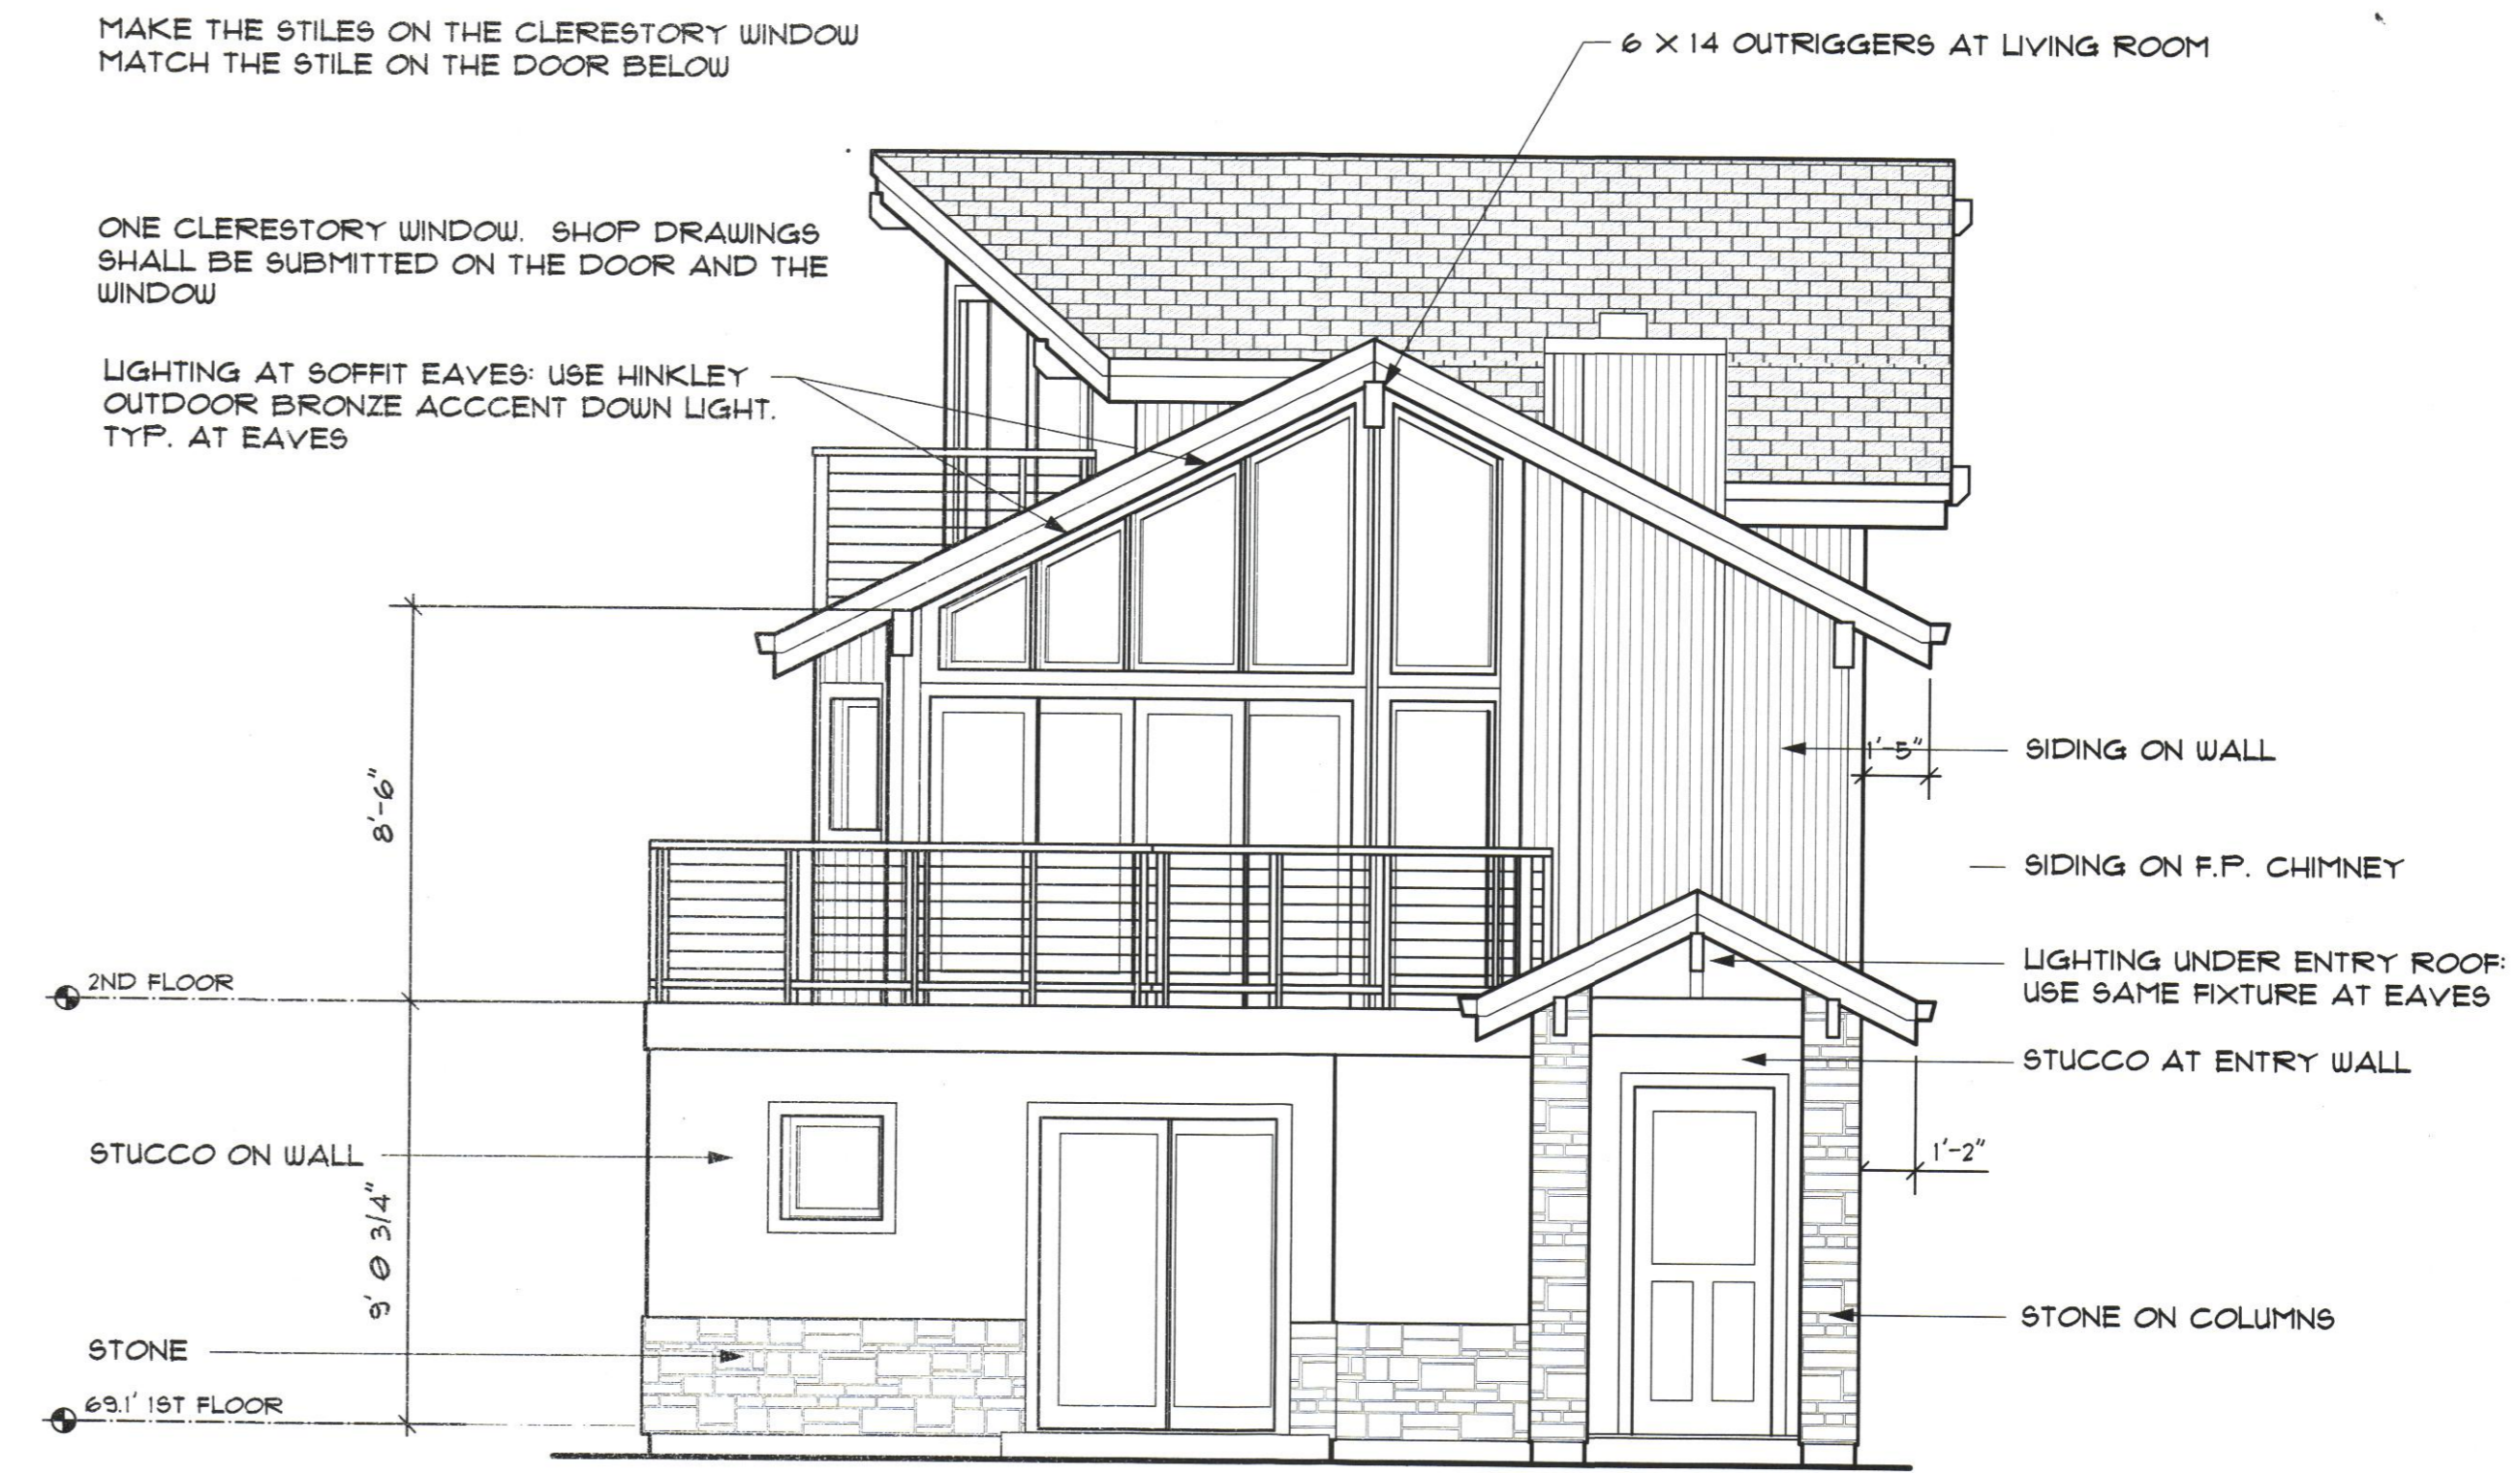 MAKE THE STILES ON THE CLERESTORY WINDOW
MATCH THE STILE ON THE DOOR BELOW
6 X 14 OUTRIGGERS AT LIVING ROOM
ONE CLERESTORY WINDOW. SHOP DRAWINGS
SHALL BE SUBMITTED ON THE DOOR AND THE
WINDOW
LIGHTING AT SOFFIT EAVES: USE HINKLEY
OUTDOOR BRONZE ACCCENT DOWN LIGHT.
TYP. AT EAVES
8'-6"
1'-5"
SIDING ON WALL
SIDING ON F.P. CHIMNEY
2ND FLOOR
LIGHTING UNDER ENTRY ROOF:
USE SAME FIXTURE AT EAVES
STUCCO AT ENTRY WALL
STUCCO ON WALL
1'-2"
9' 0 3/4"
STONE ON COLUMNS
STONE
69.1' 1ST FLOOR